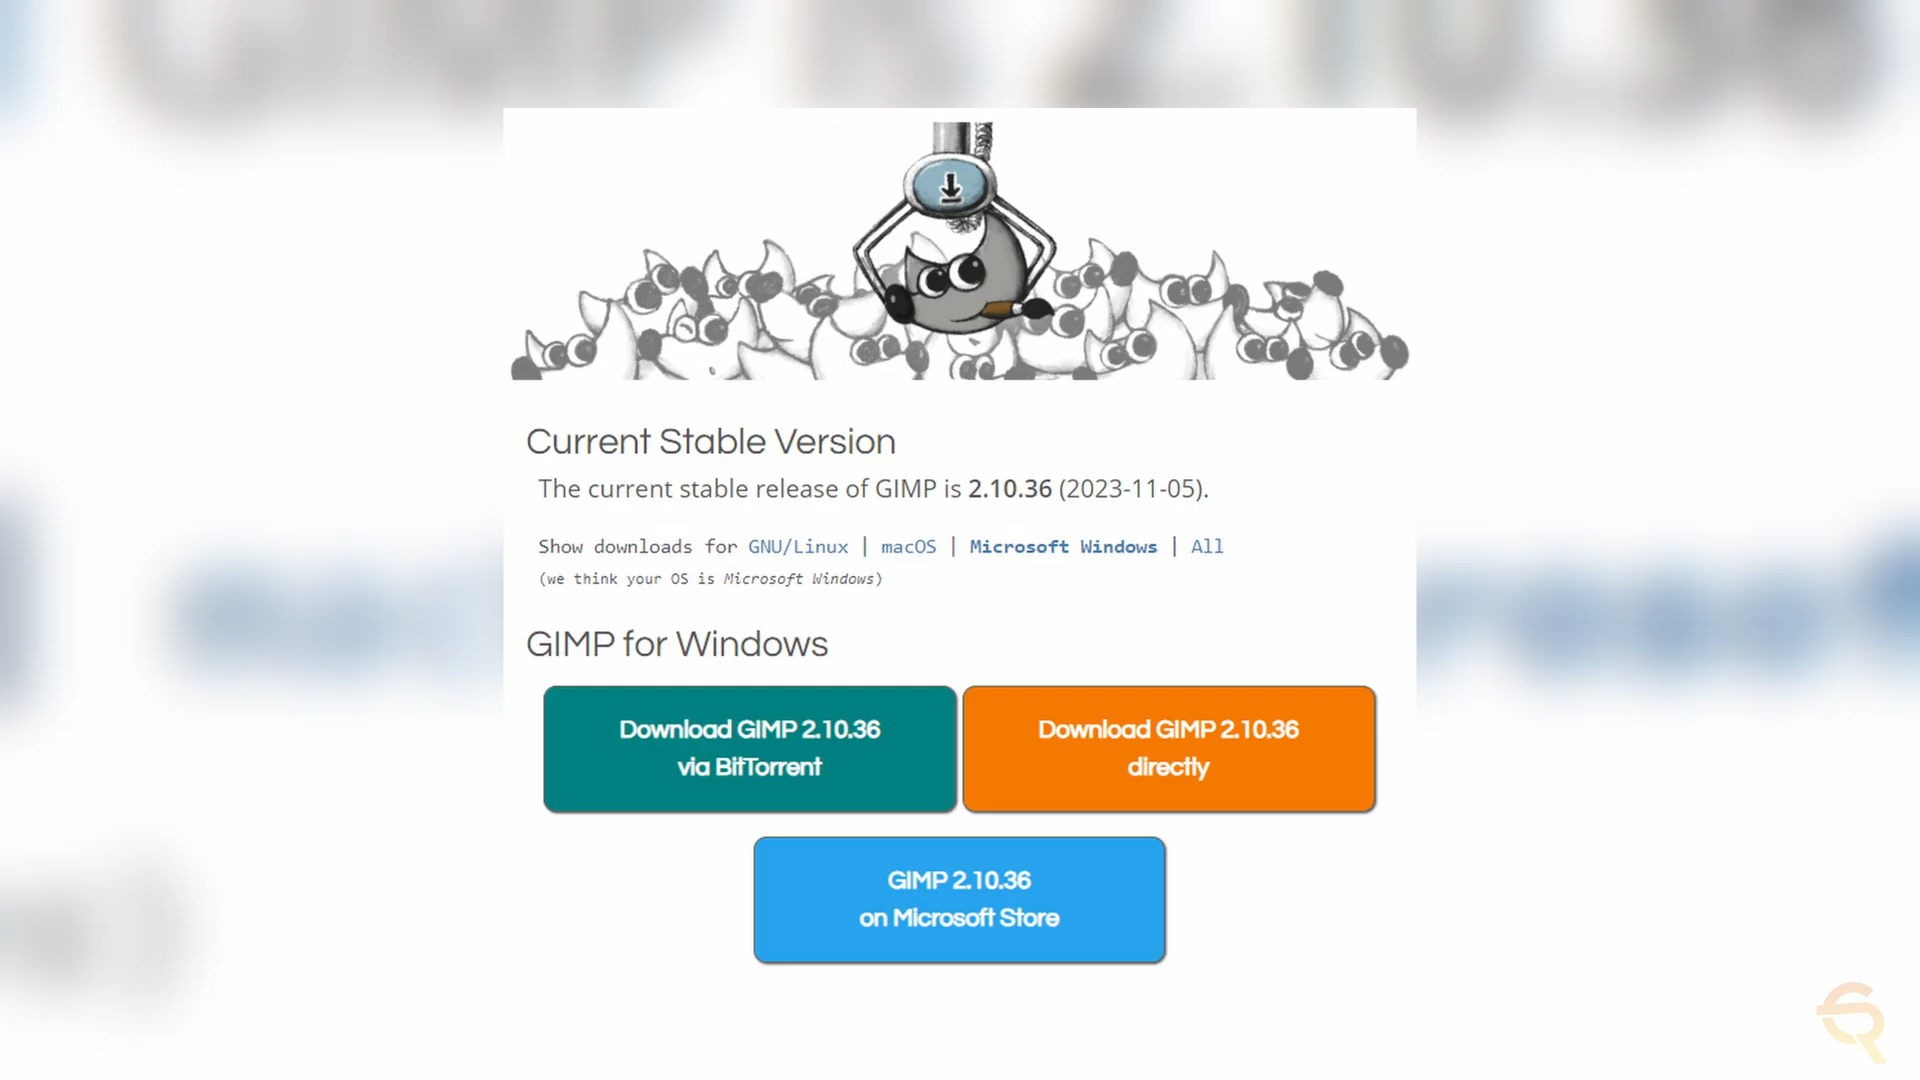 Current Stable Version
The current stable release of GIMP is 2.10.36 (2023-11-05).
Show downloads for GNU/Linux | macOS | Microsoft Windows | All
(we think your OS is Microsoft Windows)
GIMP for Windows
Download GIMP 2.10.36
via BitTorrent
Download GIMP 2.10.36
directly
GIMP 2.10.36
on Microsoft Store